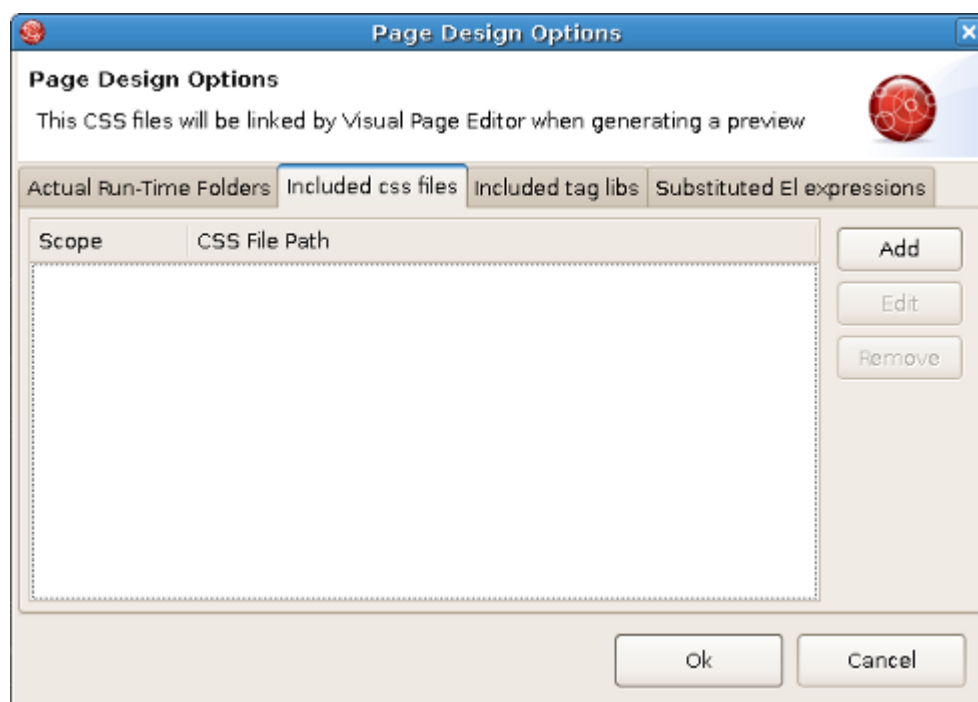 Page Design Options
Page Design Options
This CSS files will be linked by Visual Page Editor when generating a preview
Actual Run-Time Folders Included css files Included tag libs Substituted El expressions
Scope CSS File Path
Add
Edit
Remove
Ok Cancel